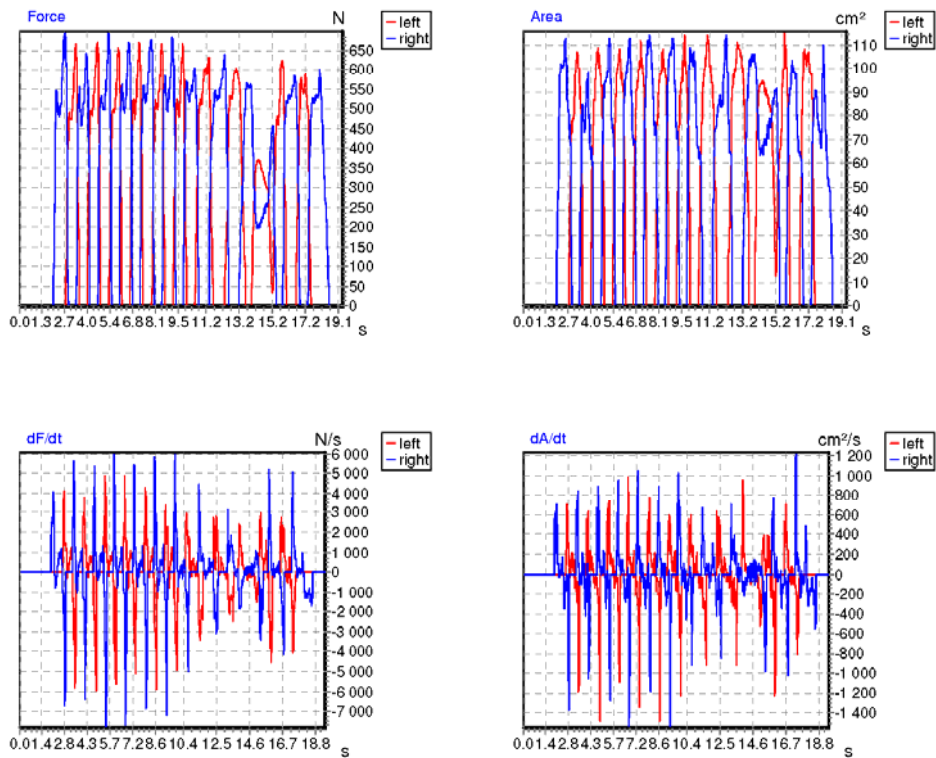 Force N
left
right
650
600
550
500
450
400
350
300
250
200
150
100
50
0
0.01.3 2.7 4.0 5.4 6.8 8.1 9.5 11.2 13.2 15.2 17.2 19.1
s
Area cm²
left
right
110
100
90
80
70
60
50
40
30
20
10
0
0.01.3 2.7 4.0 5.4 6.8 8.1 9.5 11.2 13.2 15.2 17.2 19.1
s
dF/dt N/s
left
right
6 000
5 000
4 000
3 000
2 000
1 000
0
-1 000
-2 000
-3 000
-4 000
-5 000
-6 000
-7 000
0.01.4 2.8 4.3 5.7 7.2 8.6 10.4 12.5 14.6 16.7 18.8
s
dA/dt cm²/s
left
right
1 200
1 000
800
600
400
200
0
-200
-400
-600
-800
-1 000
-1 200
-1 400
0.01.4 2.8 4.3 5.7 7.2 8.6 10.4 12.5 14.6 16.7 18.8
s